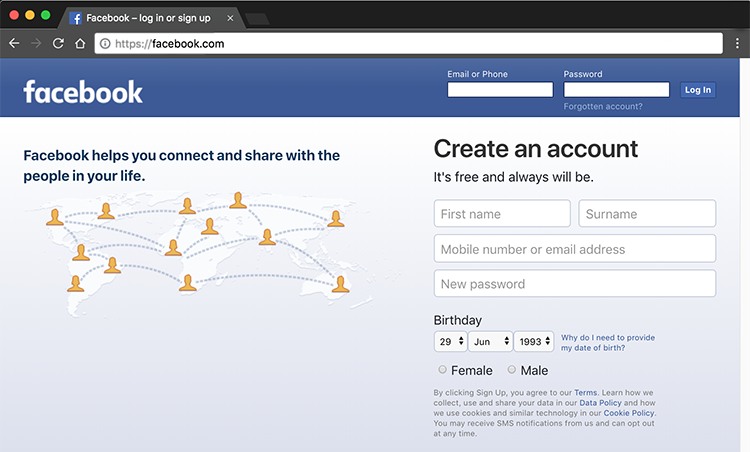 Facebook – log in or sign up
https://facebook.com
Email or Phone
Password
Log In
Forgotten account?
facebook
Facebook helps you connect and share with the
people in your life.
Create an account
It's free and always will be.
First name
Surname
Mobile number or email address
New password
Birthday
29
Jun
1993
Why do I need to provide
my date of birth?
Female
Male
By clicking Sign Up, you agree to our Terms. Learn how we
collect, use and share your data in our Data Policy and how
we use cookies and similar technology in our Cookie Policy.
You may receive SMS notifications from us and can opt out
at any time.